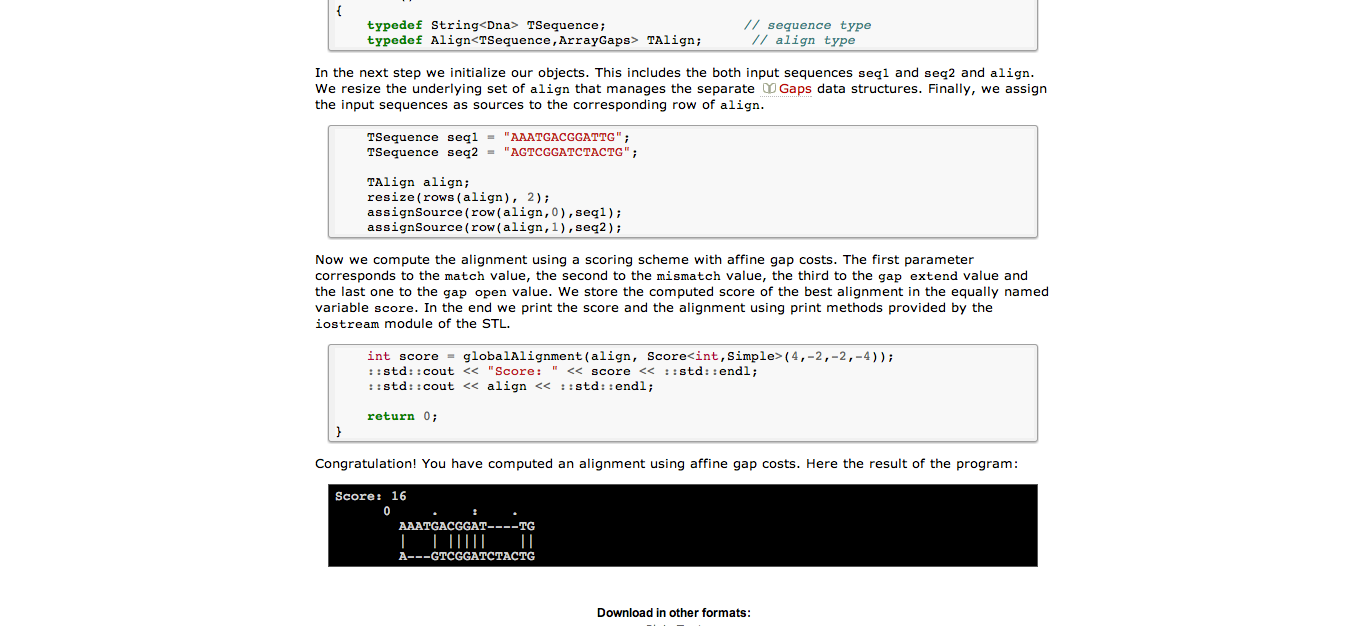 {
    typedef String<Dna> TSequence;                 // sequence type
    typedef Align<TSequence,ArrayGaps> TAlign;      // align type
In the next step we initialize our objects. This includes the both input sequences seq1 and seq2 and align.
We resize the underlying set of align that manages the separate Gaps data structures. Finally, we assign
the input sequences as sources to the corresponding row of align.
    TSequence seq1 = "AAATGACGGATTG";
    TSequence seq2 = "AGTCGGATCTACTG";
    TAlign align;
    resize(rows(align), 2);
    assignSource(row(align,0),seq1);
    assignSource(row(align,1),seq2);
Now we compute the alignment using a scoring scheme with affine gap costs. The first parameter
corresponds to the match value, the second to the mismatch value, the third to the gap extend value and
the last one to the gap open value. We store the computed score of the best alignment in the equally named
variable score. In the end we print the score and the alignment using print methods provided by the
iostream module of the STL.
    int score = globalAlignment(align, Score<int,Simple>(4,-2,-2,-4));
    ::std::cout << "Score: " << score << ::std::endl;
    ::std::cout << align << ::std::endl;
    return 0;
}
Congratulation! You have computed an alignment using affine gap costs. Here the result of the program:
Score: 16
      0     .    :    .
        AAATGACGGAT----TG
        |   | |||||    ||
        A---GTCGGATCTACTG
Download in other formats: